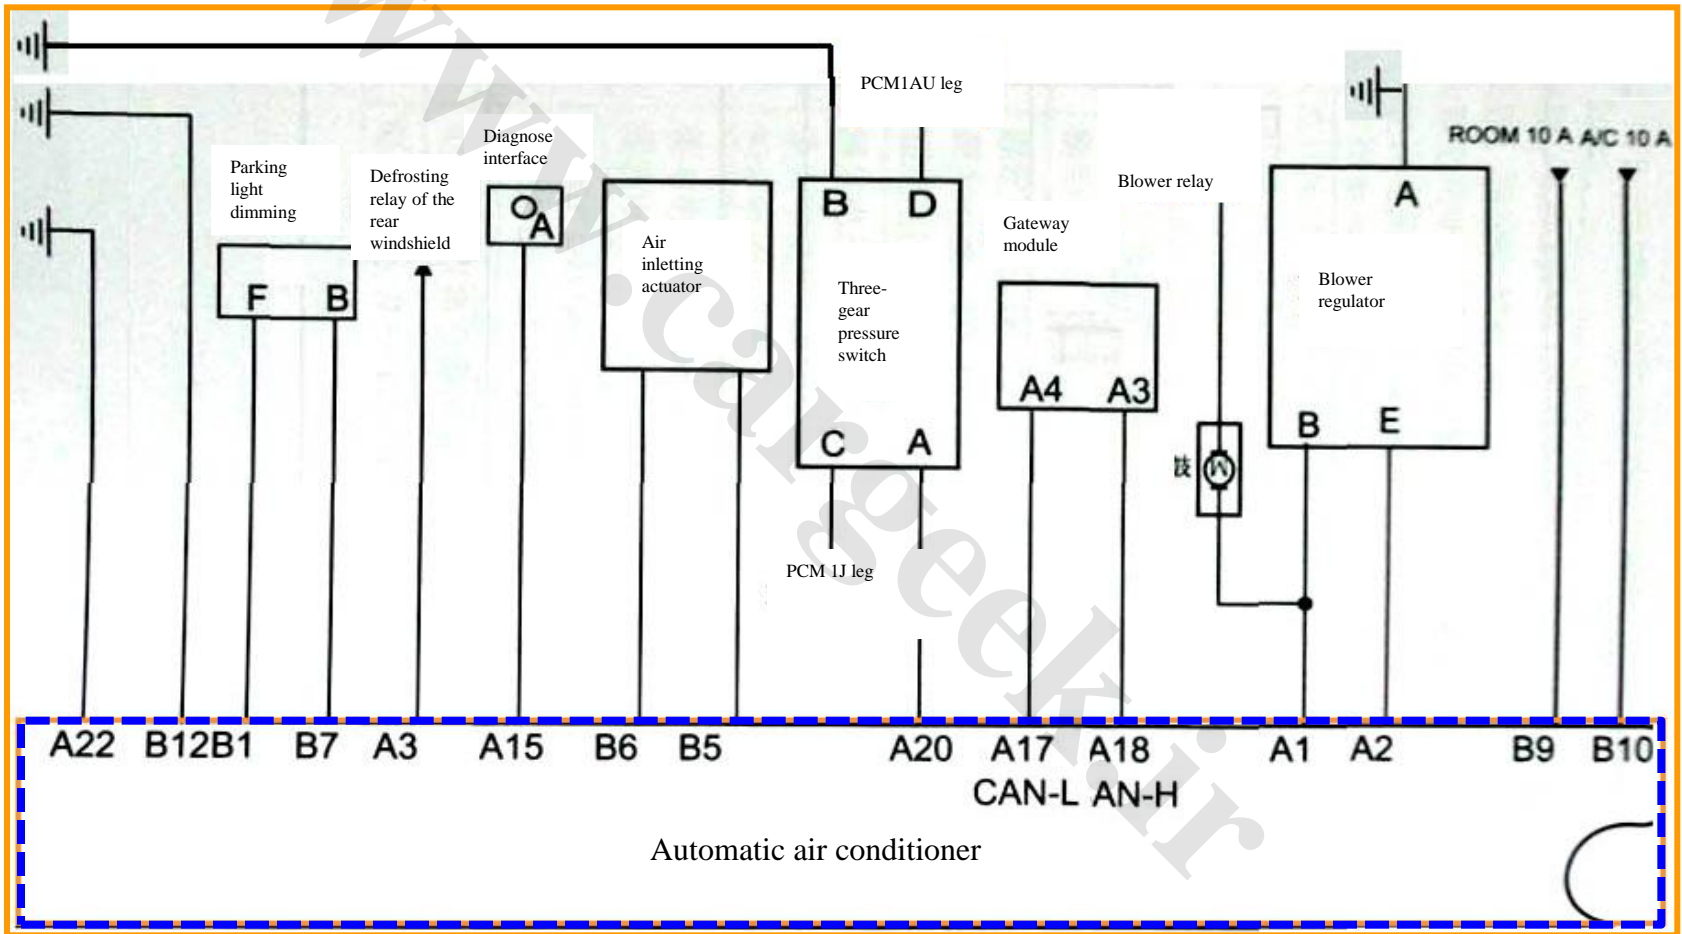 PCM1AU leg
ROOM 10 A A/C 10 A
Diagnose
interface
Parking
light
dimming
Defrosting
relay of the
rear
windshield
Blower relay
O
A
B D
A
Gateway
module
Air
inletting
actuator
Three-
gear
pressure
switch
Blower
regulator
F B
A4 A3
C A
B E
M
PCM 1J leg
A22 B12 B1 B7 A3 A15 B6 B5 A20 A17 A18 A1 A2 B9 B10
CAN-L AN-H
Automatic air conditioner
www.cargeek.ir